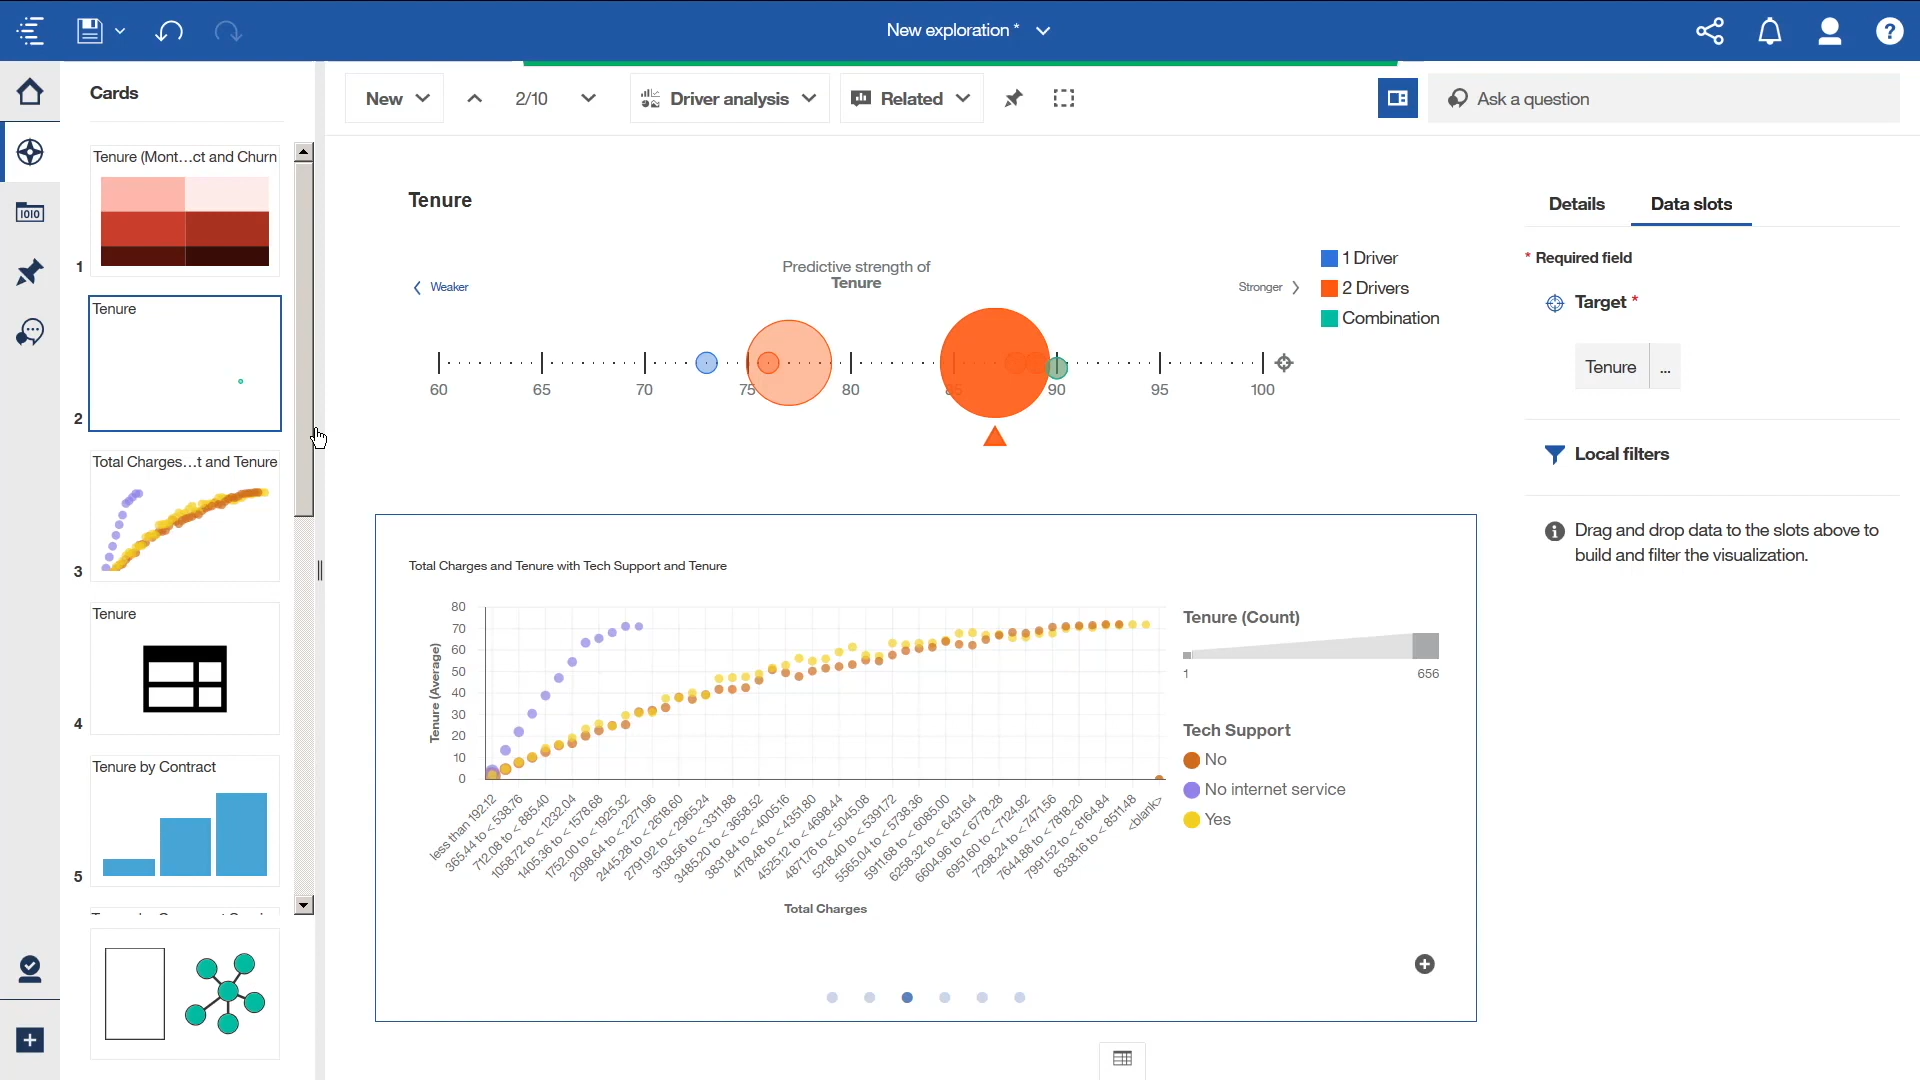 New exploration *
Cards
New
2/10
Driver analysis
Related
Ask a question
Tenure (Mont...ct and Churn
1
Tenure
2
Total Charges...t and Tenure
3
Tenure
4
Tenure by Contract
5
Tenure
Predictive strength of
Tenure
Weaker
Stronger
60 65 70 75 80 85 90 95 100
1 Driver
2 Drivers
Combination
Total Charges and Tenure with Tech Support and Tenure
Tenure (Average)
80
70
60
50
40
30
20
10
0
less than 192.12
365.44 to < 538.76
712.08 to < 885.40
1058.72 to < 1232.04
1405.36 to < 1578.68
1752.00 to < 1925.32
2098.64 to < 2271.96
2445.28 to < 2618.60
2791.92 to < 2965.24
3138.56 to < 3311.88
3485.20 to < 3658.52
3831.84 to < 4005.16
4178.48 to < 4351.80
4525.12 to < 4698.44
4871.76 to < 5045.08
5218.40 to < 5391.72
5565.04 to < 5738.36
5911.68 to < 6085.00
6258.32 to < 6431.64
6604.96 to < 6778.28
6951.60 to < 7124.92
7298.24 to < 7471.56
7644.88 to < 7818.20
7991.52 to < 8164.84
8338.16 to < 8511.48
<blank>
Total Charges
Tenure (Count)
1 656
Tech Support
No
No internet service
Yes
Details
Data slots
* Required field
Target *
Tenure ...
Local filters
Drag and drop data to the slots above to
build and filter the visualization.